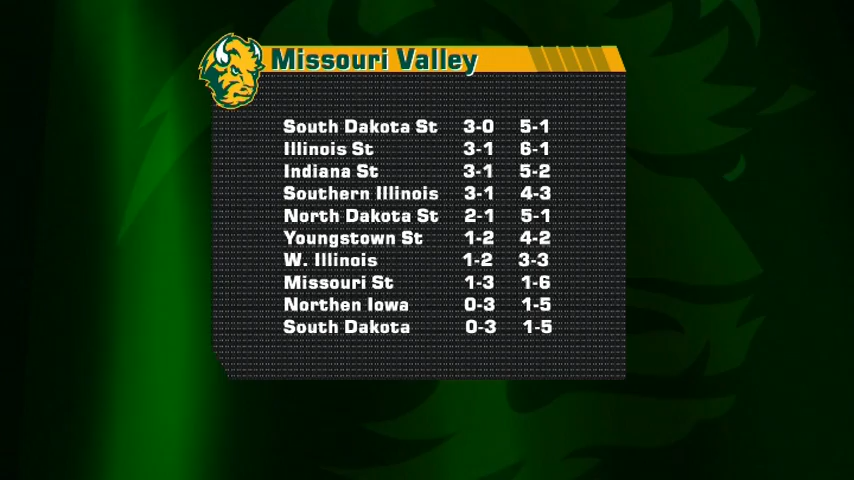 Missouri Valley
South Dakota St 3-0 5-1
Illinois St 3-1 6-1
Indiana St 3-1 5-2
Southern Illinois 3-1 4-3
North Dakota St 2-1 5-1
Youngstown St 1-2 4-2
W. Illinois 1-2 3-3
Missouri St 1-3 1-6
Northen Iowa 0-3 1-5
South Dakota 0-3 1-5